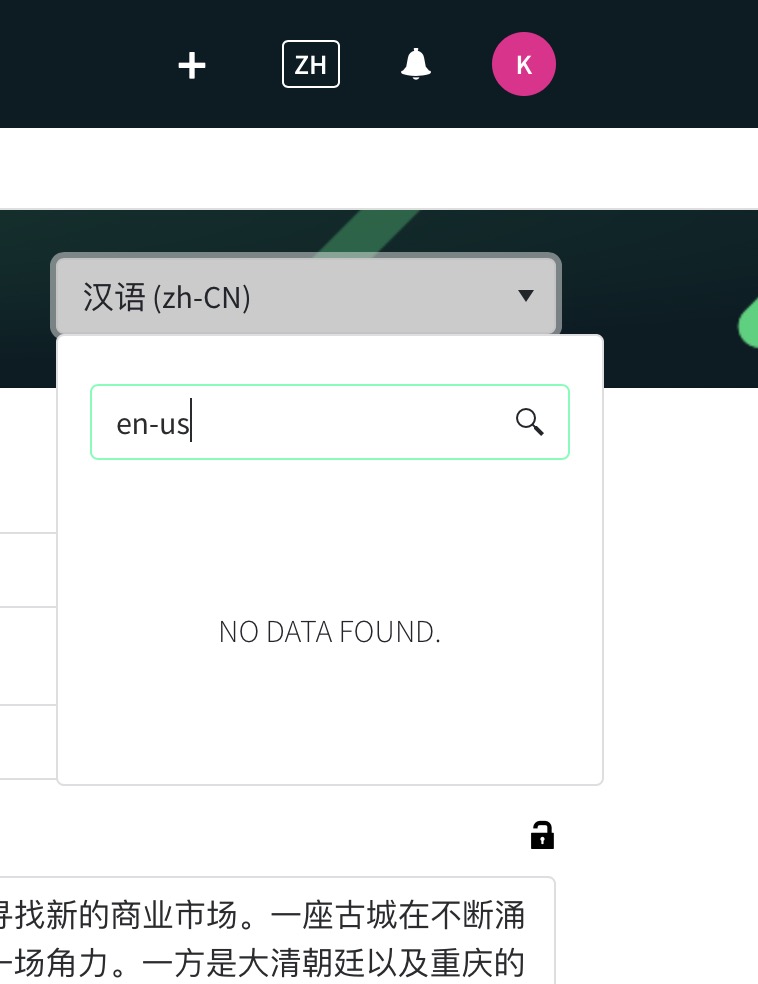 ZH
K
汉语 (zh-CN)
en-us
NO DATA FOUND.
寻找新的商业市场。一座古城在不断涌
一场角力。一方是大清朝廷以及重庆的